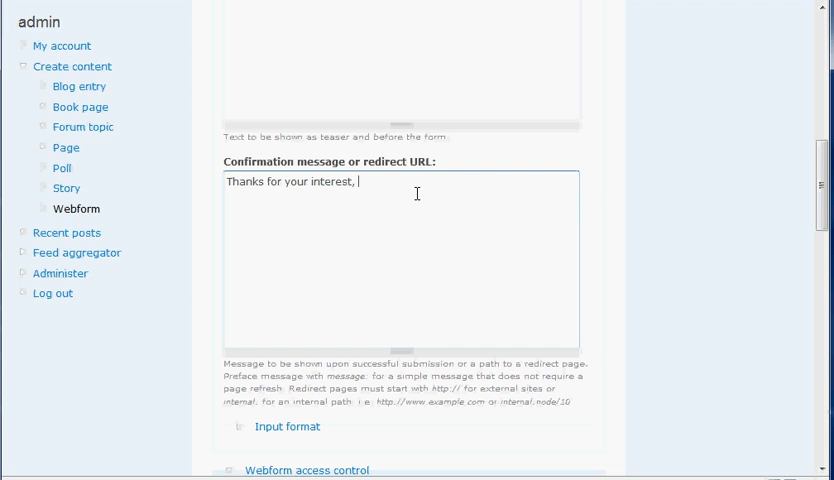 admin
My account
Create content
Blog entry
Book page
Forum topic
Page
Poll
Story
Webform
Recent posts
Feed aggregator
Administer
Log out
Text to be shown as teaser and before the form.
Confirmation message or redirect URL:
Thanks for your interest,
Message to be shown upon successful submission or a path to a redirect page.
Preface message with message: for a simple message that does not require a
page refresh. Redirect pages must start with http:// for external sites or
internal: for an internal path. i.e. http://www.example.com or internal:node/10
Input format
Webform access control